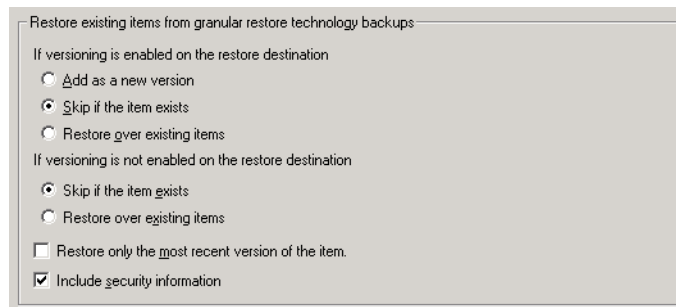 Restore existing items from granular restore technology backups
If versioning is enabled on the restore destination
Add as a new version
Skip if the item exists
Restore over existing items
If versioning is not enabled on the restore destination
Skip if the item exists
Restore over existing items
Restore only the most recent version of the item.
Include security information